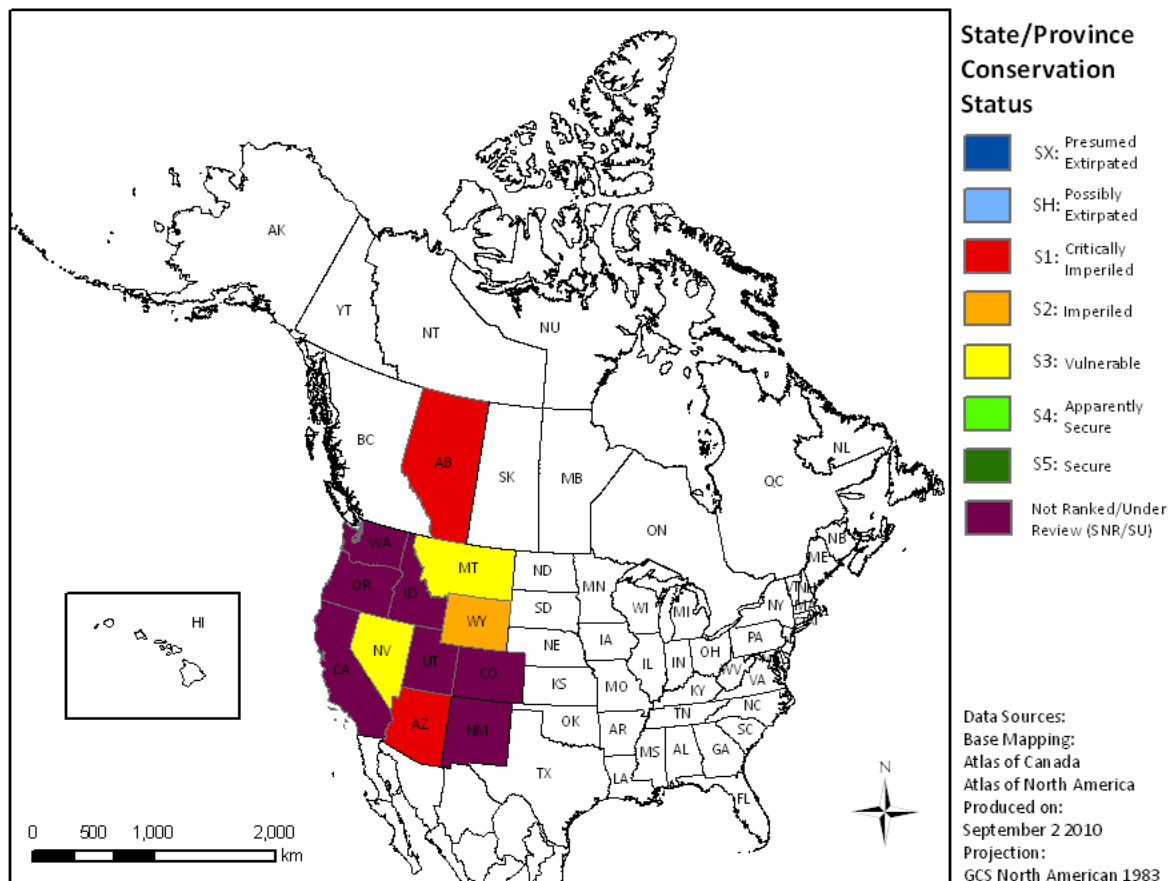 State/Province
Conservation
Status
SX: Presumed
Extirpated
SH: Possibly
Extirpated
S1: Critically
Imperiled
S2: Imperiled
S3: Vulnerable
S4: Apparently
Secure
S5: Secure
Not Ranked/Under
Review (SNR/SU)
AK
YT
NT
NU
BC
AB
SK
MB
ON
QC
NL
NB
ME
WA
OR
ID
MT
WY
ND
SD
NE
MN
WI
MI
IA
IL
IN
OH
PA
NY
VT
NH
CA
NV
UT
CO
KS
MO
KY
WV
VA
AZ
NM
OK
AR
TN
NC
SC
TX
LA
MS
AL
GA
FL
HI
N
0 500 1,000 2,000
km
Data Sources:
Base Mapping:
Atlas of Canada
Atlas of North America
Produced on:
September 2 2010
Projection:
GCS North American 1983